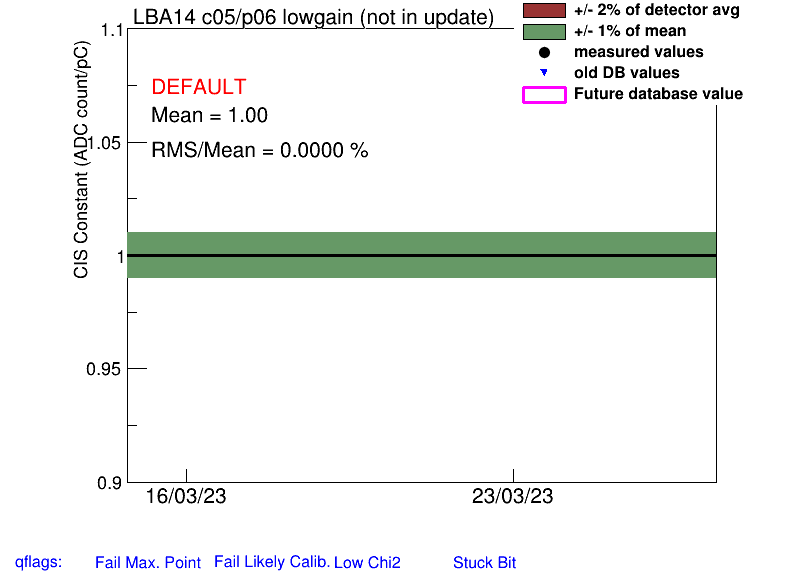 LBA14 c05/p06 lowgain (not in update)
+/- 2% of detector avg
+/- 1% of mean
measured values
old DB values
Future database value
DEFAULT
Mean = 1.00
RMS/Mean = 0.0000 %
CIS Constant (ADC count/pC)
1.1
1.05
1
0.95
0.9
16/03/23 23/03/23
qflags: Fail Max. Point Fail Likely Calib. Low Chi2 Stuck Bit